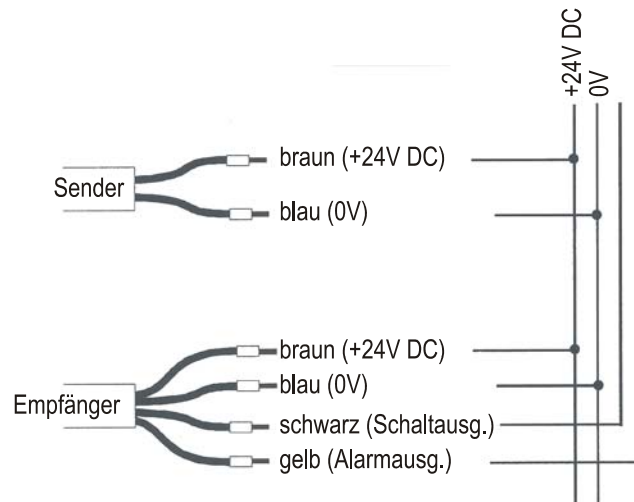 +24V DC
0V
braun (+24V DC)
Sender
blau (0V)
braun (+24V DC)
blau (0V)
Empfänger
schwarz (Schaltausg.)
gelb (Alarmausg.)